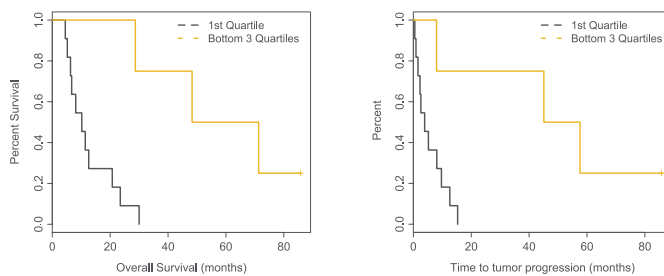 1st Quartile
Bottom 3 Quartiles
Percent Survival
1.0
0.8
0.6
0.4
0.2
0.0
0 20 40 60 80
Overall Survival (months)
1st Quartile
Bottom 3 Quartiles
Percent
1.0
0.8
0.6
0.4
0.2
0.0
0 20 40 60 80
Time to tumor progression (months)